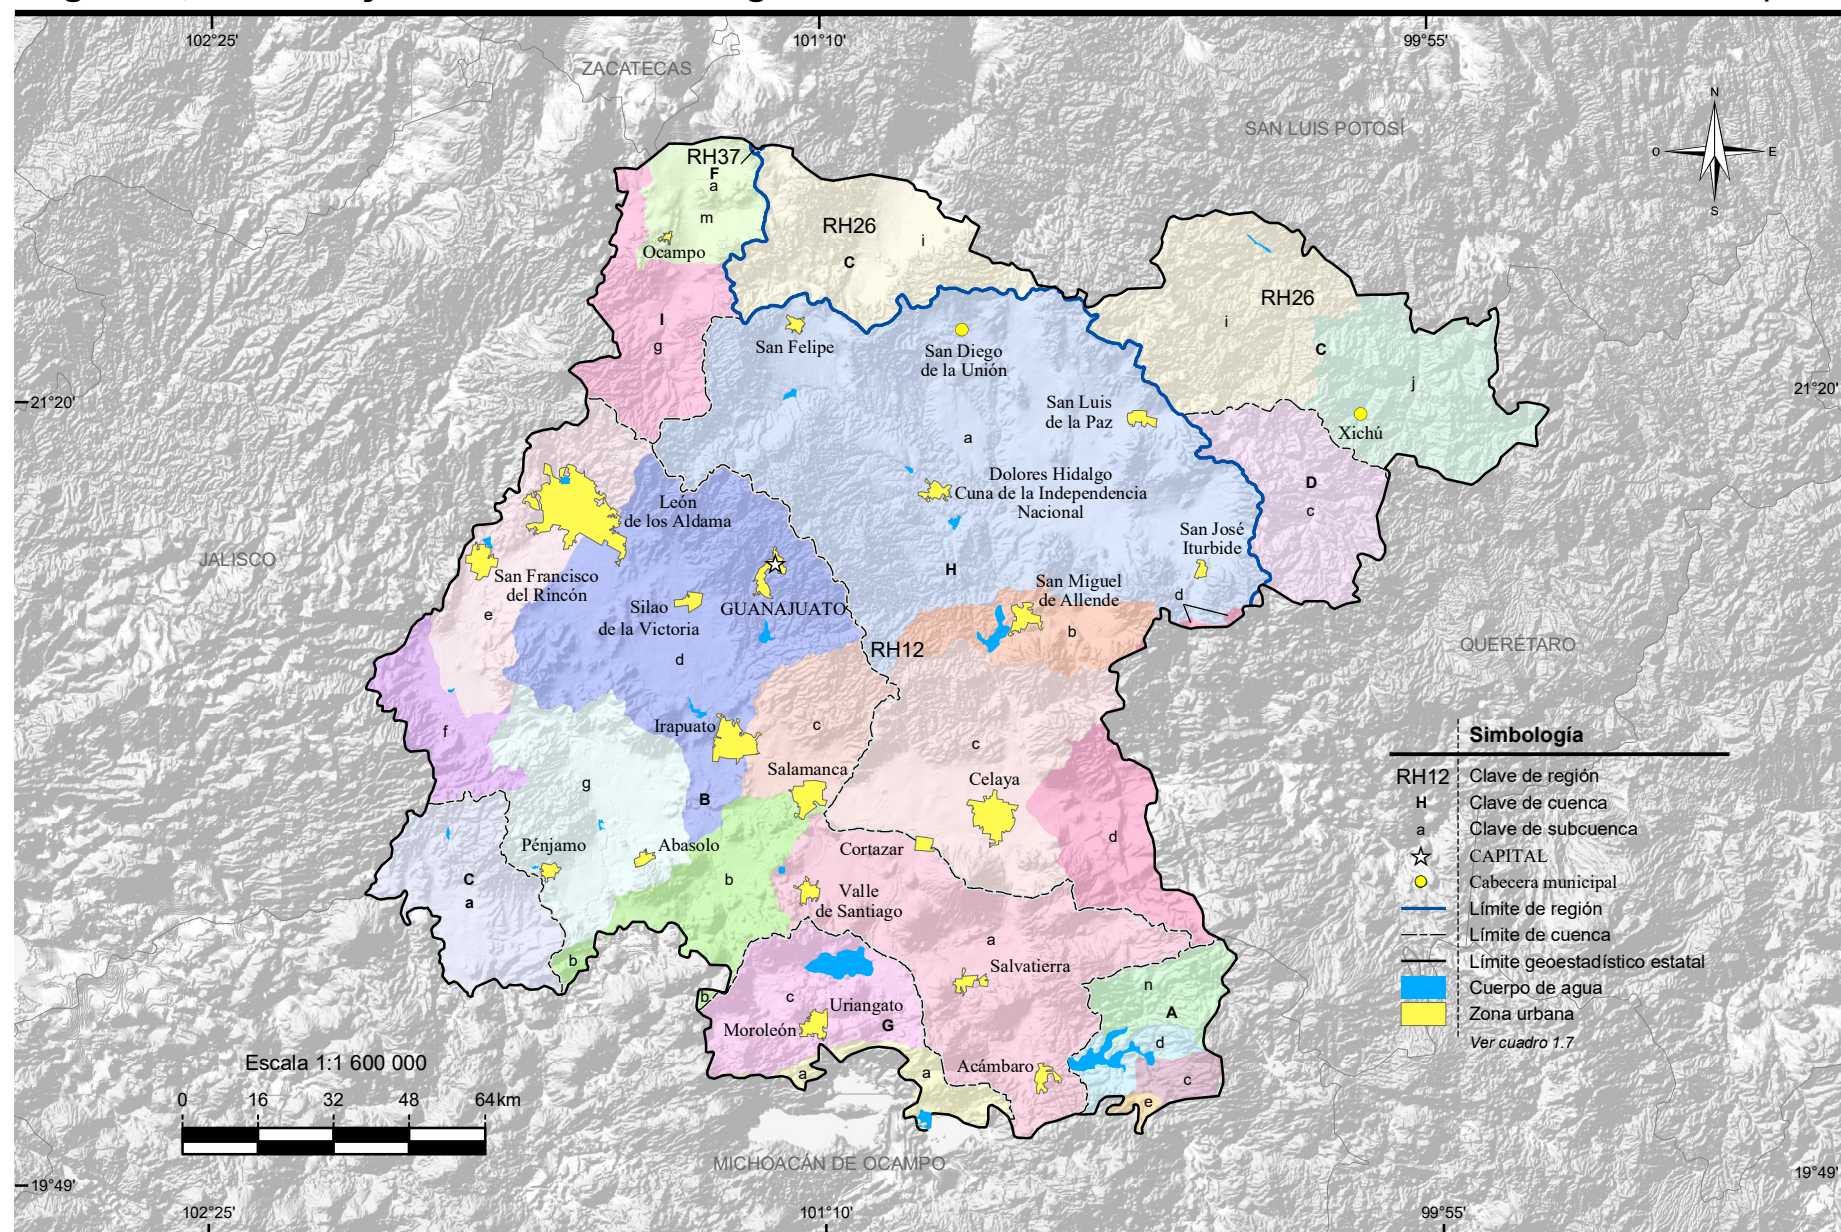 102°25'
101°10'
99°55'
ZACATECAS
SAN LUIS POTOSÍ
N
O
E
S
RH37
F
a
m
Ocampo
RH26
i
C
RH26
i
C
j
Xichú
I
g
San Felipe
San Diego
de la Unión
21°20'
21°20'
San Luis
de la Paz
a
Dolores Hidalgo
Cuna de la Independencia
Nacional
D
c
León
de los Aldama
San José
Iturbide
JALISCO
San Francisco
del Rincón
H
San Miguel
de Allende
d
Silao
de la Victoria
GUANAJUATO
e
b
QUERÉTARO
d
RH12
f
Irapuato
c
c
Salamanca
Celaya
g
B
d
Pénjamo
Abasolo
Cortazar
C
a
b
Valle
de Santiago
a
b
Salvatierra
n
b
c
Uriangato
Moroleón
G
A
d
a
a
Acámbaro
c
e
Simbología
RH12 Clave de región
H Clave de cuenca
a Clave de subcuenca
CAPITAL
Cabecera municipal
Límite de región
Límite de cuenca
Límite geoestadístico estatal
Cuerpo de agua
Zona urbana
Ver cuadro 1.7
Escala 1:1 600 000
0 16 32 48 64 km
MICHOACÁN DE OCAMPO
19°49'
19°49'
102°25'
101°10'
99°55'